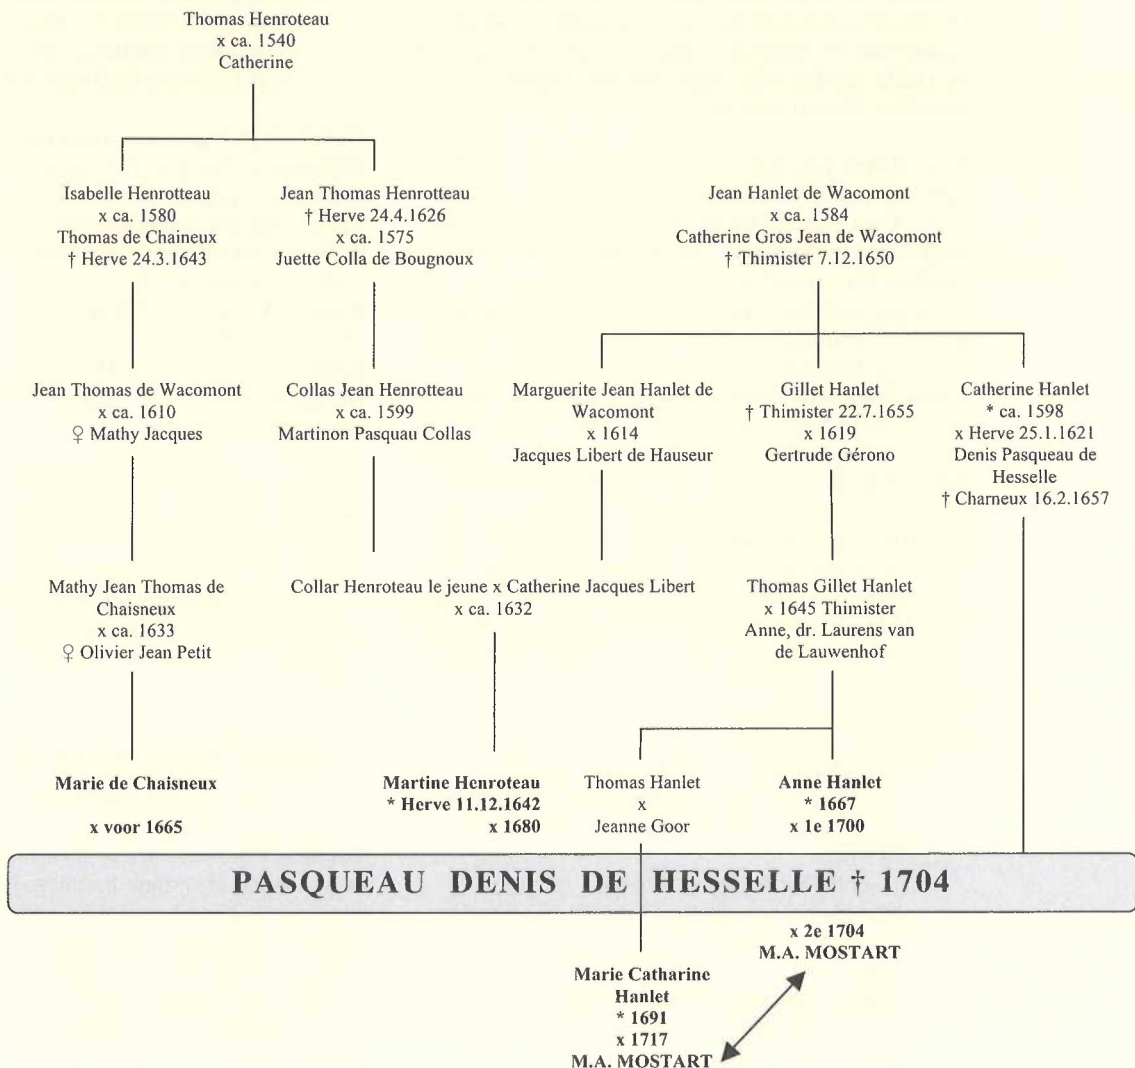 Thomas Henroteau
x ca. 1540
Catherine
Isabelle Henrotteau
x ca. 1580
Thomas de Chaineux
† Herve 24.3.1643
Jean Thomas Henrotteau
† Herve 24.4.1626
x ca. 1575
Juette Colla de Bougnoux
Jean Hanlet de Wacomont
x ca. 1584
Catherine Gros Jean de Wacomont
† Thimister 7.12.1650
Jean Thomas de Wacomont
x ca. 1610
♀ Mathy Jacques
Collas Jean Henrotteau
x ca. 1599
Martinon Pasquau Collas
Marguerite Jean Hanlet de
Wacomont
x 1614
Jacques Libert de Hauseur
Gillet Hanlet
† Thimister 22.7.1655
x 1619
Gertrude Gérono
Catherine Hanlet
* ca. 1598
x Herve 25.1.1621
Denis Pasqueau de
Hesselle
† Charneux 16.2.1657
Mathy Jean Thomas de
Chaisneux
x ca. 1633
♀ Olivier Jean Petit
Collar Henroteau le jeune x Catherine Jacques Libert
x ca. 1632
Thomas Gillet Hanlet
x 1645 Thimister
Anne, dr. Laurens van
de Lauwenhof
Marie de Chaisneux
x voor 1665
Martine Henroteau
* Herve 11.12.1642
x 1680
Thomas Hanlet
x
Jeanne Goor
Anne Hanlet
* 1667
x 1e 1700
PASQUEAU DENIS DE HESSELLE † 1704
x 2e 1704
M.A. MOSTART
Marie Catharine
Hanlet
* 1691
x 1717
M.A. MOSTART